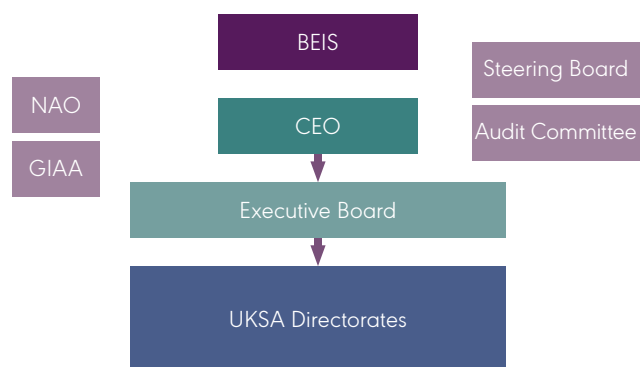 BEIS
Steering Board
NAO
CEO
Audit Committee
GIAA
Executive Board
UKSA Directorates